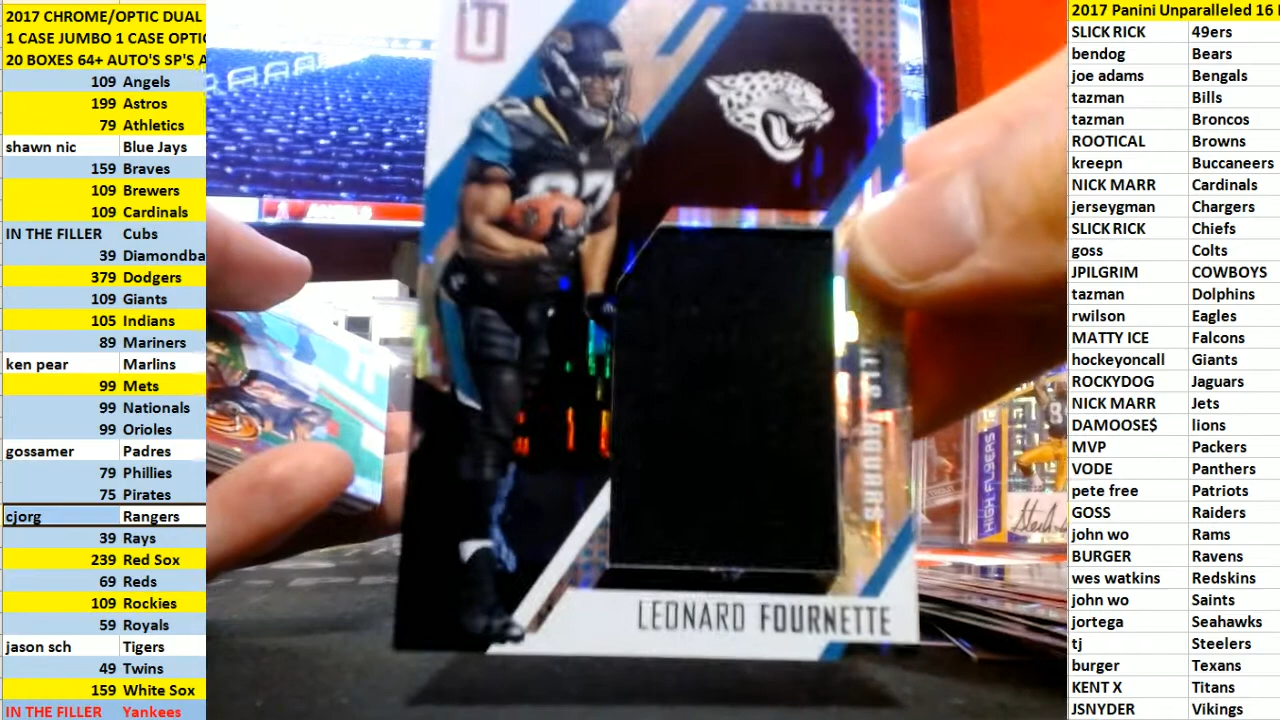 2017 CHROME/OPTIC DUAL
1 CASE JUMBO 1 CASE OPTIC
20 BOXES 64+ AUTO'S SP'S A
109 Angels
199 Astros
79 Athletics
shawn nic Blue Jays
159 Braves
109 Brewers
109 Cardinals
IN THE FILLER Cubs
39 Diamondba
379 Dodgers
109 Giants
105 Indians
89 Mariners
ken pear Marlins
99 Mets
99 Nationals
99 Orioles
gossamer Padres
79 Phillies
75 Pirates
cjorg Rangers
39 Rays
239 Red Sox
69 Reds
109 Rockies
59 Royals
jason sch Tigers
49 Twins
159 White Sox
IN THE FILLER Yankees
LEONARD FOURNETTE
HIGH FLYERS
2017 Panini Unparalleled 16
SLICK RICK 49ers
bendog Bears
joe adams Bengals
tazman Bills
tazman Broncos
ROOTICAL Browns
kreepn Buccaneers
NICK MARR Cardinals
jerseygman Chargers
SLICK RICK Chiefs
goss Colts
JPILGRIM COWBOYS
tazman Dolphins
rwilson Eagles
MATTY ICE Falcons
hockeyoncall Giants
ROCKYDOG Jaguars
NICK MARR Jets
DAMOOSE$ lions
MVP Packers
VODE Panthers
pete free Patriots
GOSS Raiders
john wo Rams
BURGER Ravens
wes watkins Redskins
john wo Saints
jortega Seahawks
tj Steelers
burger Texans
KENT X Titans
JSNYDER Vikings